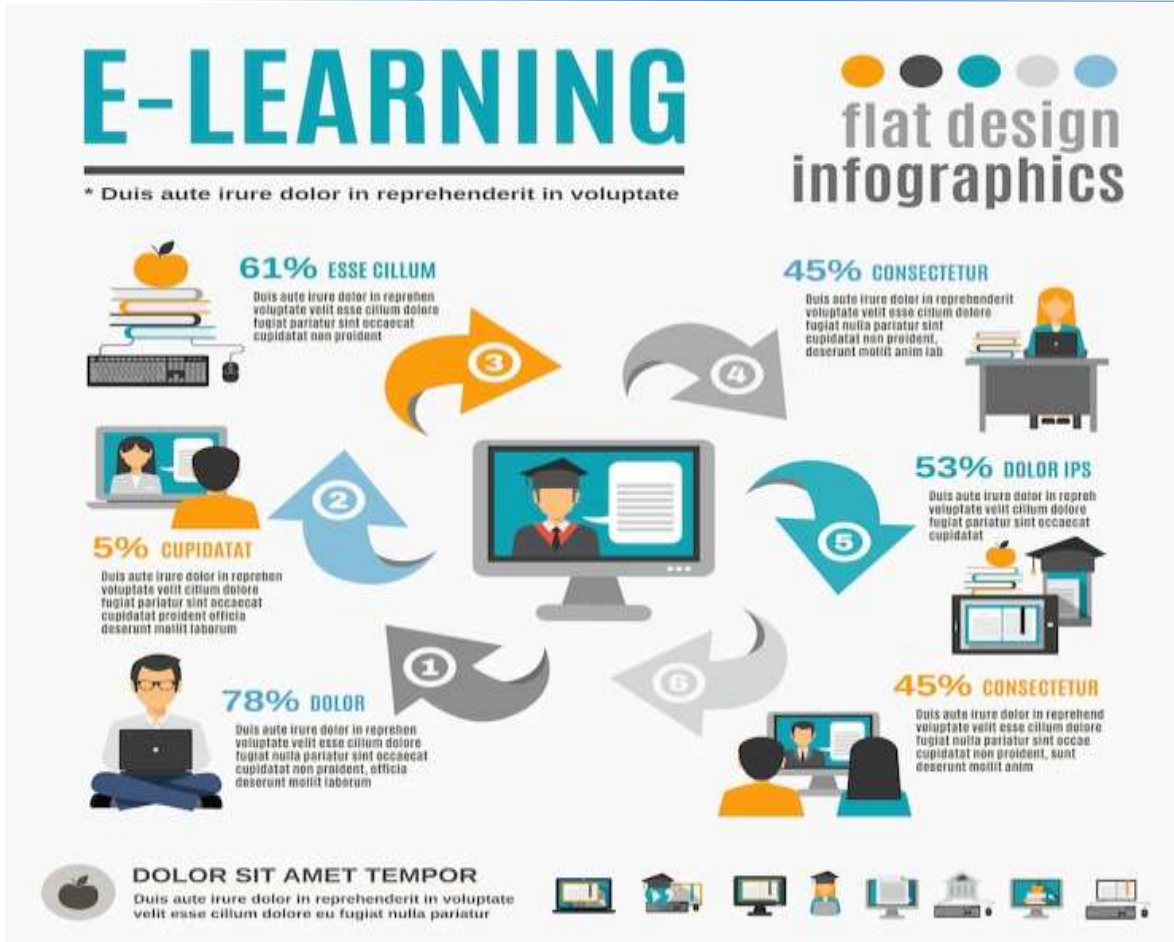 E-LEARNING
* Duis aute irure dolor in reprehenderit in voluptate
flat design
infographics
61% ESSE CILLUM
Duis aute irure dolor in reprehen
voluptate velit esse cillum dolore
fugiat pariatur sint occaecat
cupidatat non proident
3
4
45% CONSECTETUR
Duis aute irure dolor in reprehenderit
voluptate velit esse cillum dolore
fugiat nulla pariatur sint
cupidatat non proident,
deserunt mollit anim lab
2
5% CUPIDATAT
Duis aute irure dolor in reprehen
voluptate velit cillum dolore
fugiat pariatur sint occaecat
cupidatat proident officia
deserunt mollit laborum
5
53% DOLOR IPS
Duis aute irure dolor in repreh
voluptate velit cillum dolore
fugiat pariatur sint occaecat
cupidatat
1
78% DOLOR
Duis aute irure dolor in reprehen
voluptate velit esse cillum dolore
fugiat nulla pariatur sint occaecat
cupidatat non proident, officia
deserunt mollit laborum
6
45% CONSECTETUR
Duis aute irure dolor in reprehend
voluptate velit esse cillum dolore
fugiat nulla pariatur sint occae
cupidatat non proident, sunt
deserunt mollit anim
DOLOR SIT AMET TEMPOR
Duis aute irure dolor in reprehenderit in voluptate
velit esse cillum dolore eu fugiat nulla pariatur